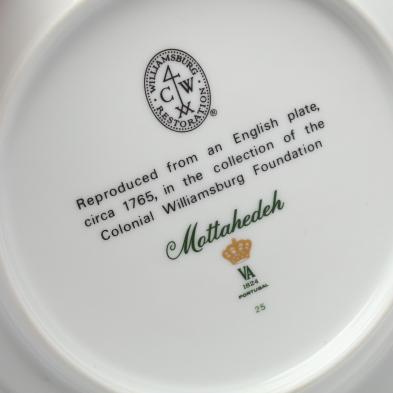 WILLIAMSBURG
CW
RESTORATION
®
Reproduced from an English plate,
circa 1765, in the collection of the
Colonial Williamsburg Foundation
Mottahedeh
VA
1824
PORTUGAL
25